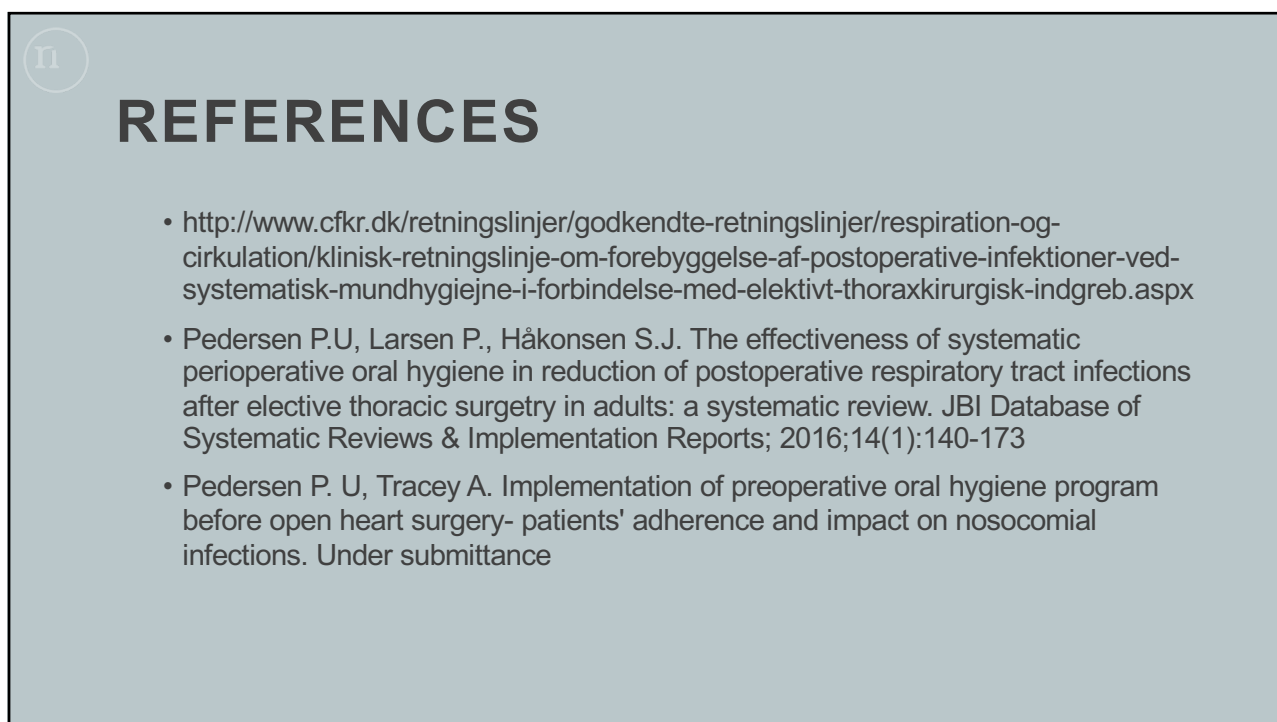 REFERENCES
• http://www.cfkr.dk/retningslinjer/godkendte-retningslinjer/respiration-og-
cirkulation/klinisk-retningslinje-om-forebyggelse-af-postoperative-infektioner-ved-
systematisk-mundhygiejne-i-forbindelse-med-elektivt-thoraxkirurgisk-indgreb.aspx
• Pedersen P.U, Larsen P., Håkonsen S.J. The effectiveness of systematic
perioperative oral hygiene in reduction of postoperative respiratory tract infections
after elective thoracic surgetry in adults: a systematic review. JBI Database of
Systematic Reviews & Implementation Reports; 2016;14(1):140-173
• Pedersen P. U, Tracey A. Implementation of preoperative oral hygiene program
before open heart surgery- patients' adherence and impact on nosocomial
infections. Under submittance